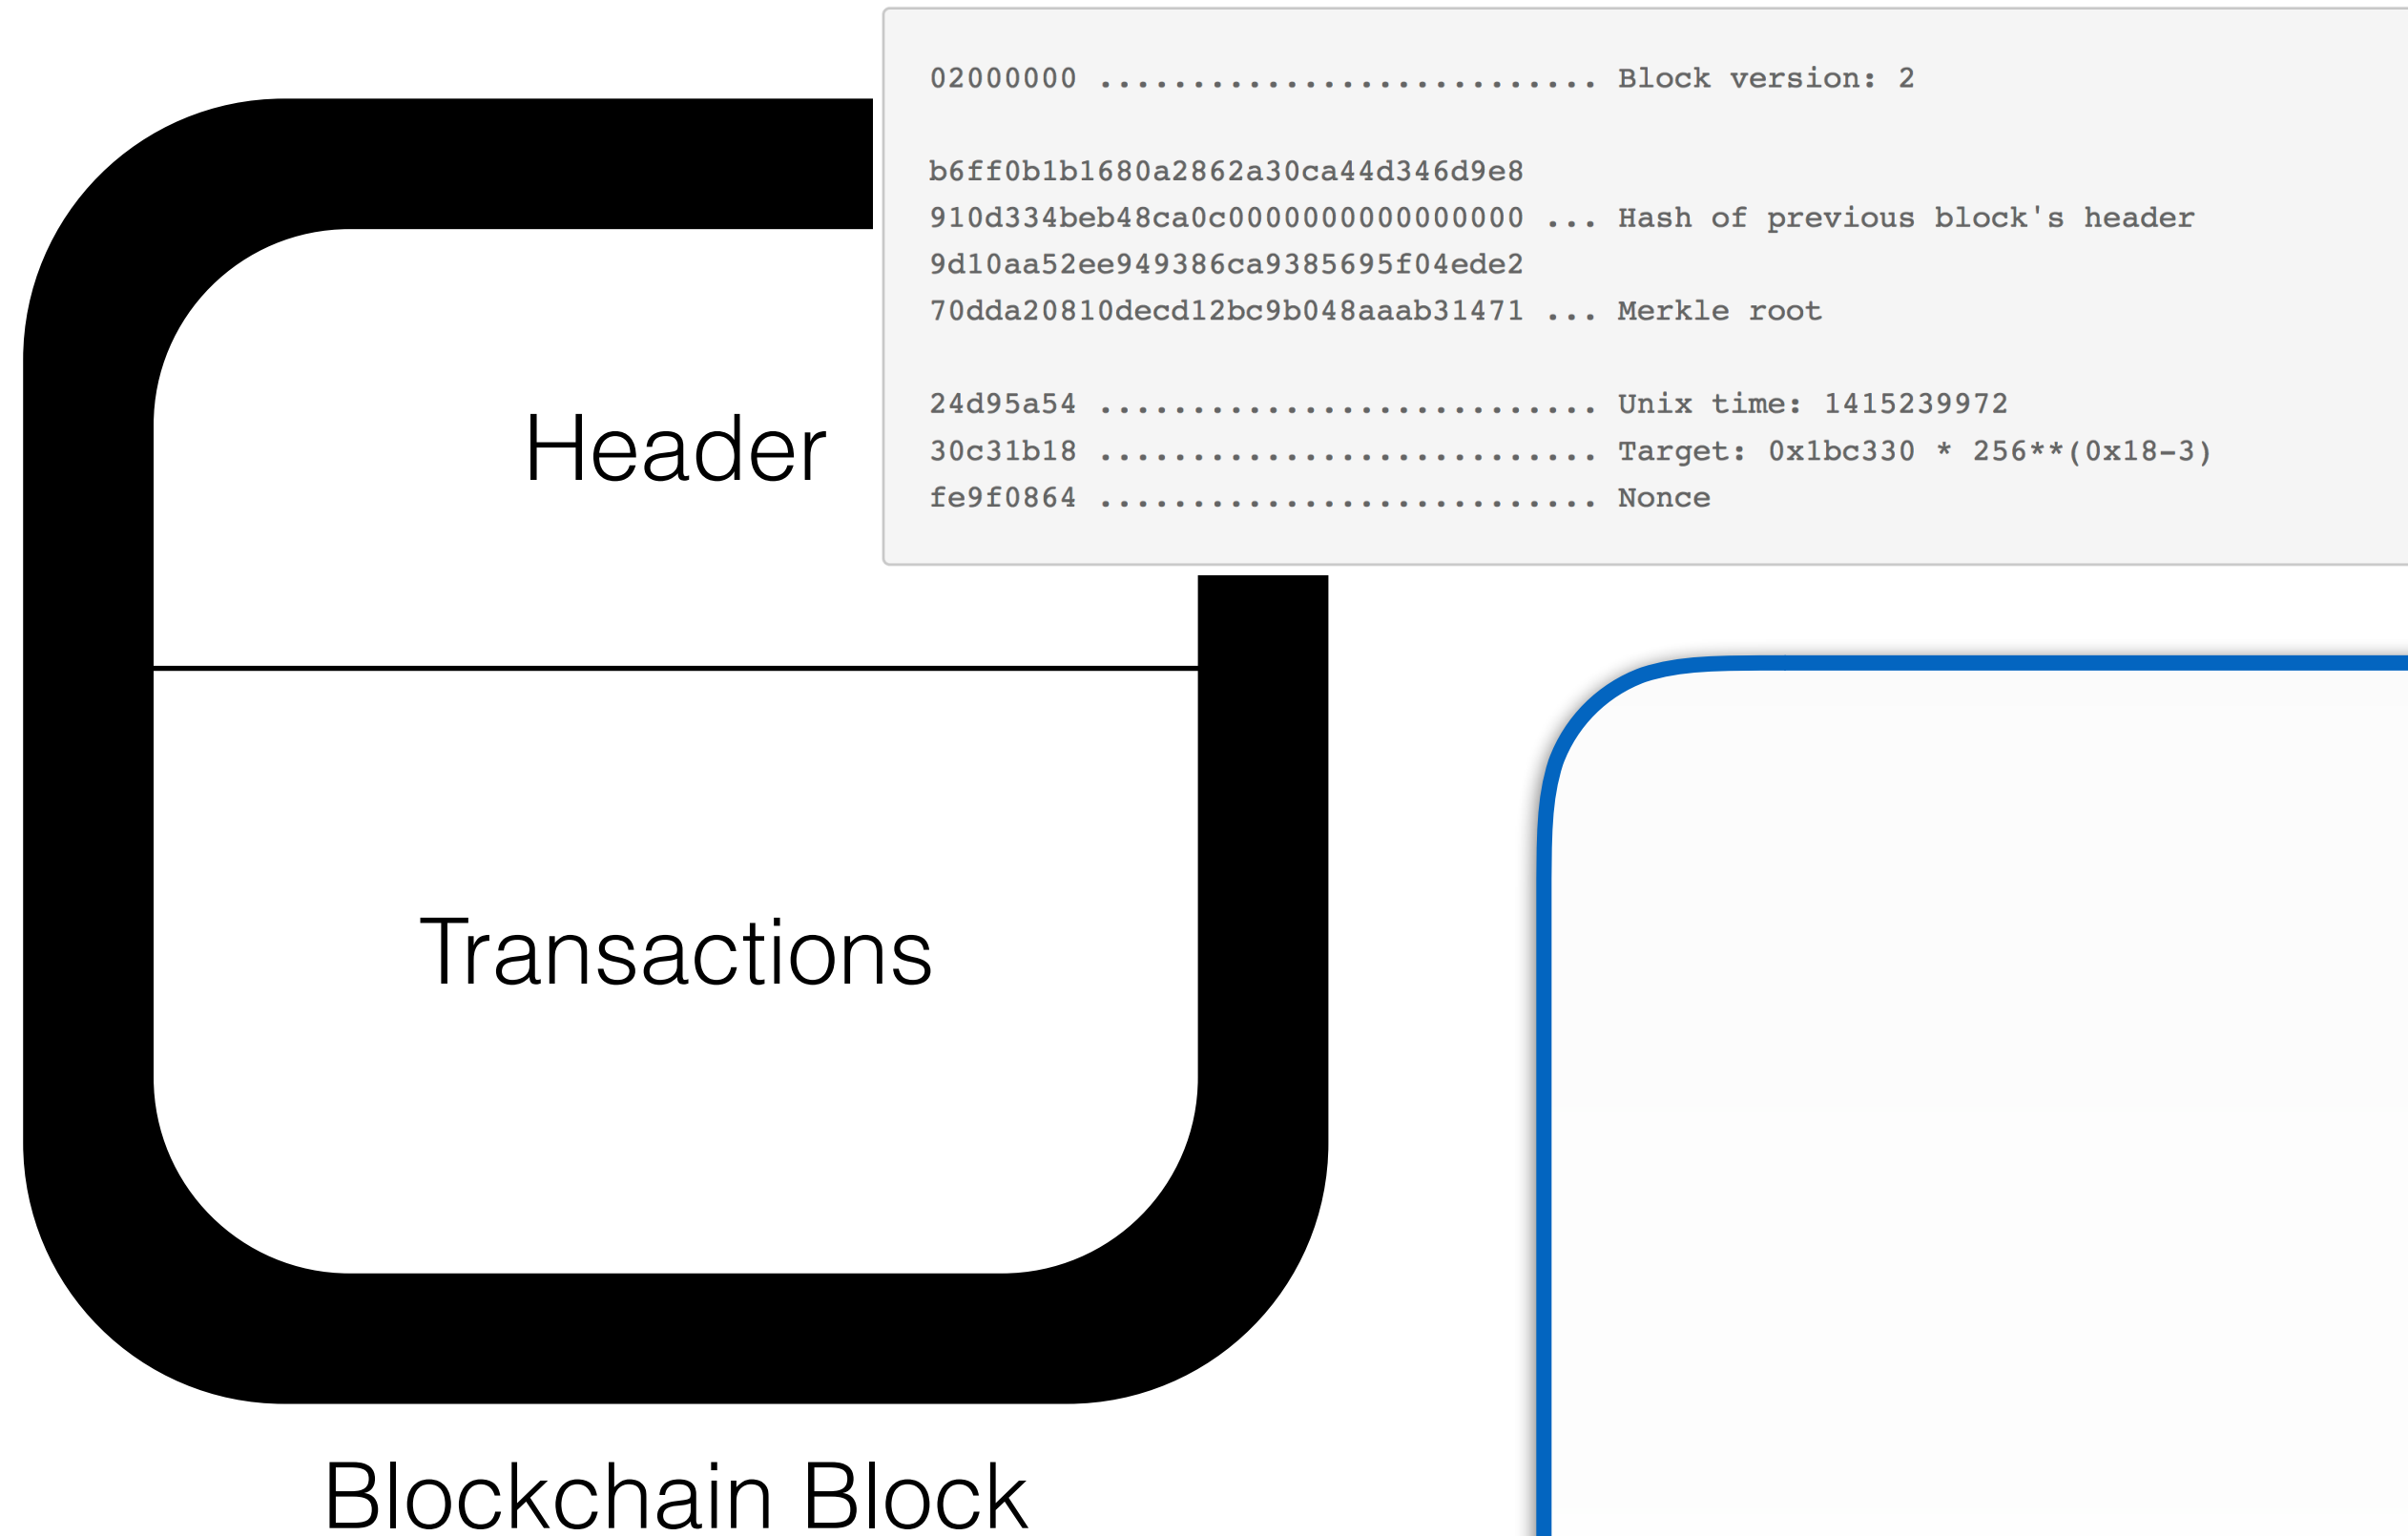 02000000 ........................... Block version: 2
b6ff0b1b1680a2862a30ca44d346d9e8
910d334beb48ca0c0000000000000000 ... Hash of previous block's header
9d10aa52ee949386ca9385695f04ede2
70dda20810decd12bc9b048aaab31471 ... Merkle root
24d95a54 ........................... Unix time: 1415239972
30c31b18 ........................... Target: 0x1bc330 * 256**(0x18-3)
fe9f0864 ........................... Nonce
Header
Transactions
Blockchain Block